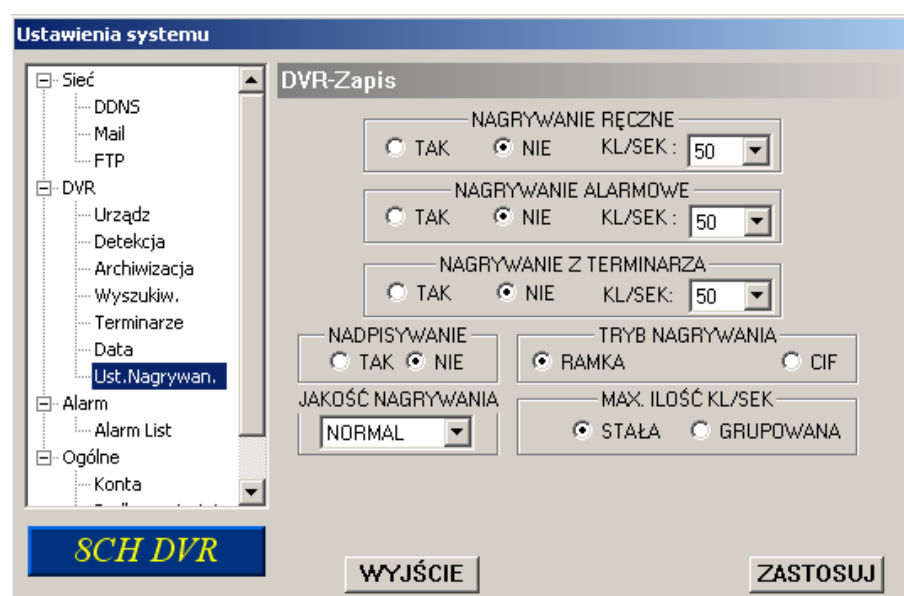 Ustawienia systemu
Sieć
DDNS
Mail
FTP
DVR
Urządz
Detekcja
Archiwizacja
Wyszukiw.
Terminarze
Data
Ust.Nagrywan.
Alarm
Alarm List
Ogólne
Konta
8CH DVR
DVR-Zapis
NAGRYWANIE RĘCZNE
TAK NIE KL/SEK : 50
NAGRYWANIE ALARMOWE
TAK NIE KL/SEK : 50
NAGRYWANIE Z TERMINARZA
TAK NIE KL/SEK: 50
NADPISYWANIE
TAK NIE
TRYB NAGRYWANIA
RAMKA CIF
JAKOŚĆ NAGRYWANIA
NORMAL
MAX. ILOŚĆ KL/SEK
STAŁA GRUPOWANA
WYJŚCIE
ZASTOSUJ